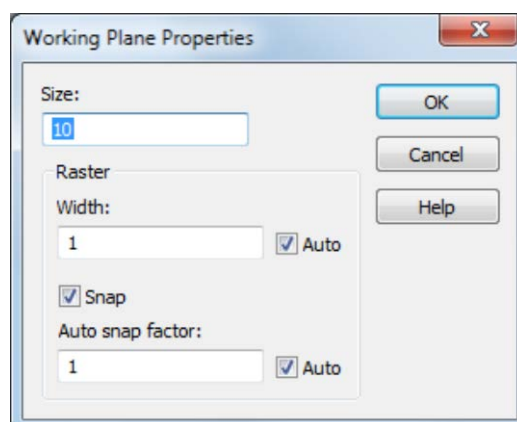 Working Plane Properties
Size:
10
OK
Cancel
Help
Raster
Width:
1
Auto
Snap
Auto snap factor:
1
Auto